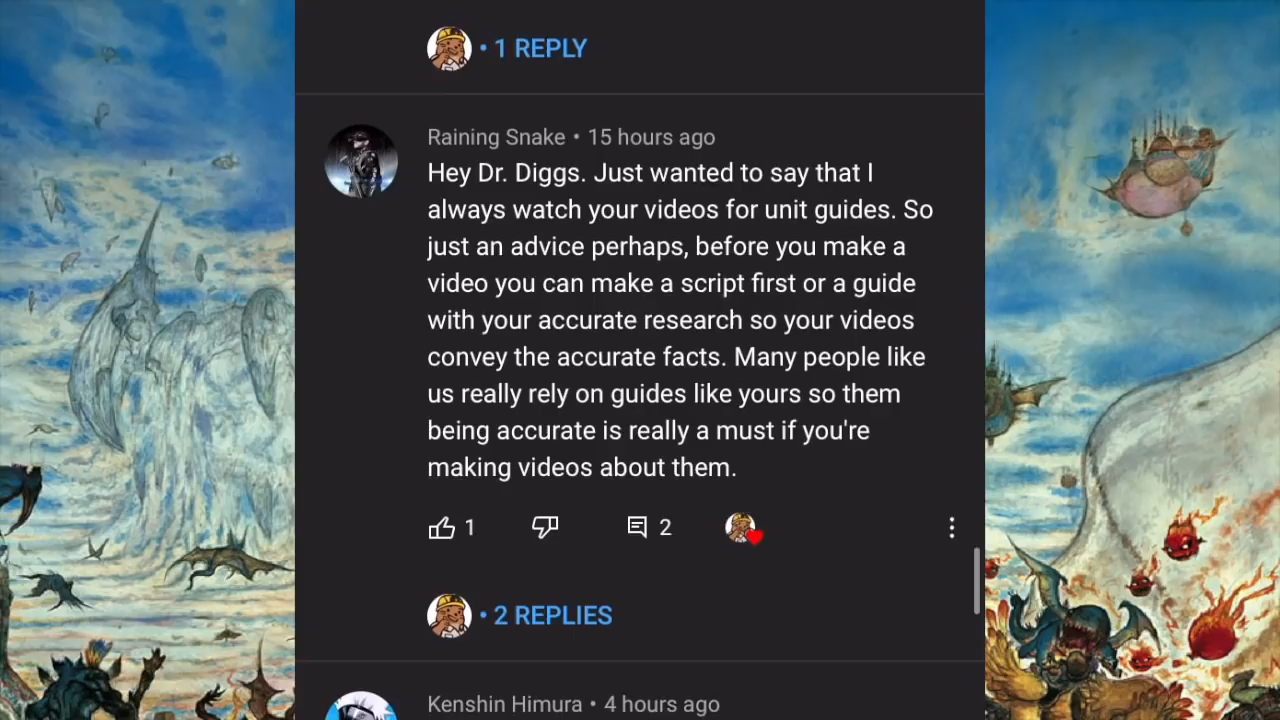 • 1 REPLY
Raining Snake • 15 hours ago
Hey Dr. Diggs. Just wanted to say that I
always watch your videos for unit guides. So
just an advice perhaps, before you make a
video you can make a script first or a guide
with your accurate research so your videos
convey the accurate facts. Many people like
us really rely on guides like yours so them
being accurate is really a must if you're
making videos about them.
1 2
• 2 REPLIES
Kenshin Himura • 4 hours ago